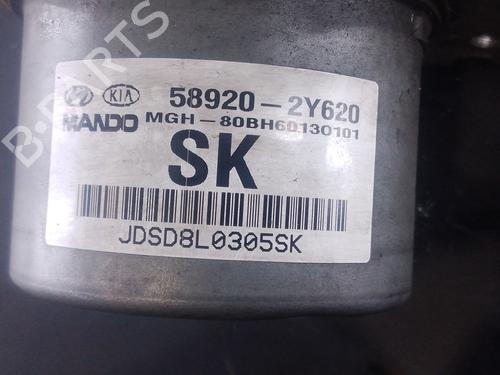 B-PARTS
KIA 58920-2Y620
MANDO MGH-80BH60130101
SK
JDSD8L0305SK